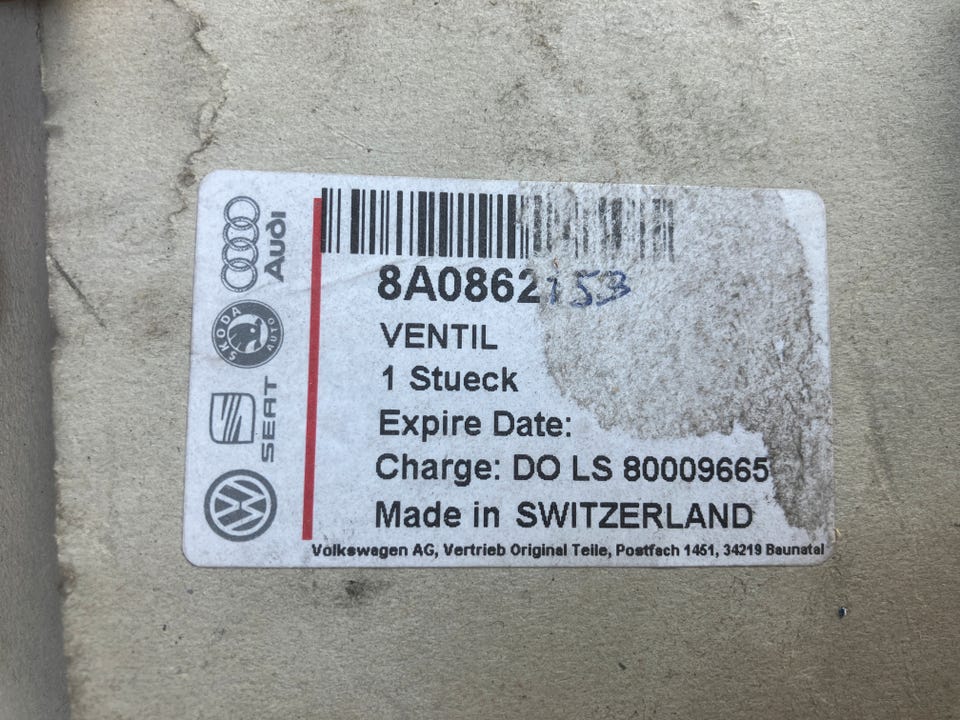 Audi
SKODA
AUTO
SEAT
8A0862153
VENTIL
1 Stueck
Expire Date:
Charge: DO LS 80009665
Made in SWITZERLAND
Volkswagen AG, Vertrieb Original Teile, Postfach 1451, 34219 Baunatal